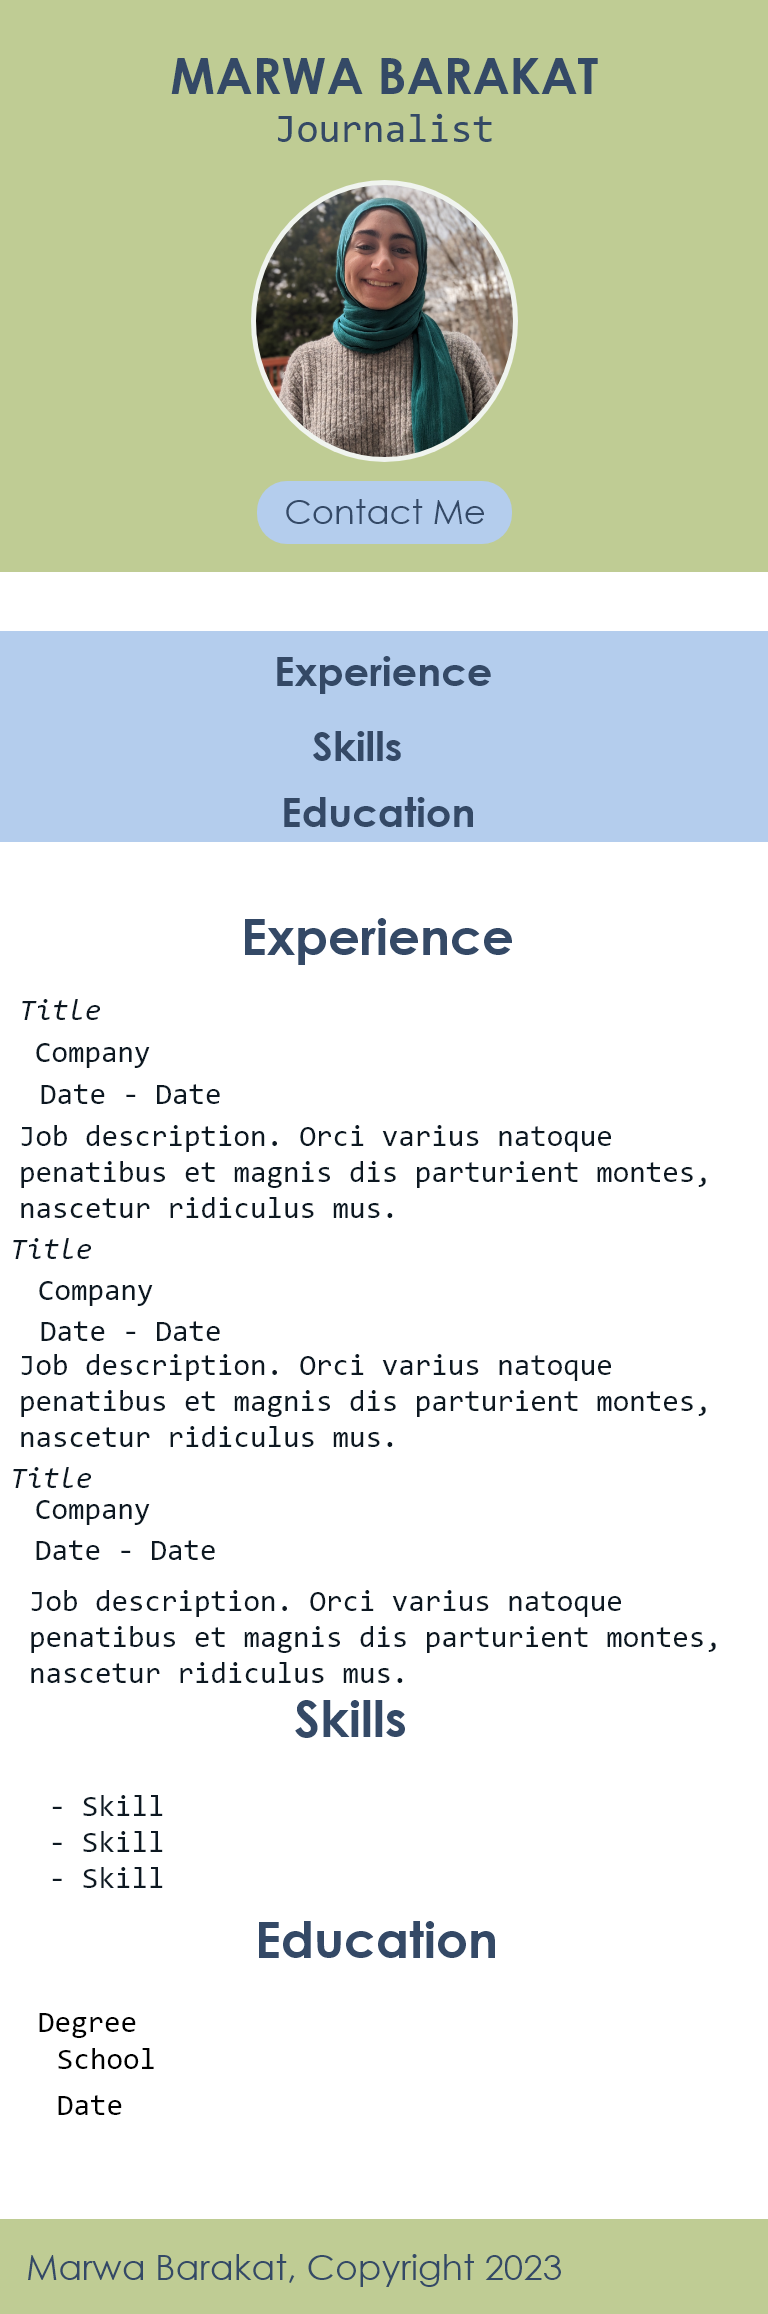 MARWA BARAKAT
Journalist
Contact Me
Experience
Skills
Education
Experience
Title
Company
Date - Date
Job description. Orci varius natoque
penatibus et magnis dis parturient montes,
nascetur ridiculus mus.
Title
Company
Date - Date
Job description. Orci varius natoque
penatibus et magnis dis parturient montes,
nascetur ridiculus mus.
Title
Company
Date - Date
Job description. Orci varius natoque
penatibus et magnis dis parturient montes,
nascetur ridiculus mus.
Skills
- Skill
- Skill
- Skill
Education
Degree
School
Date
Marwa Barakat, Copyright 2023